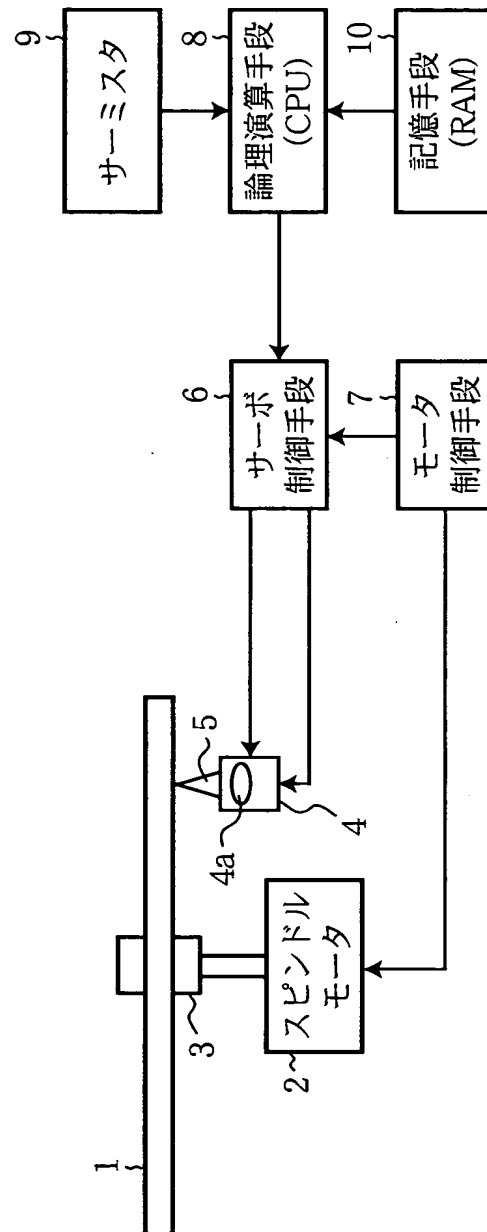 1
2
スピンドル
モータ
3
4a
4
5
6
サーボ
制御手段
7
モータ
制御手段
9
サーミスタ
8
論理演算手段
(CPU)
10
記憶手段
(RAM)